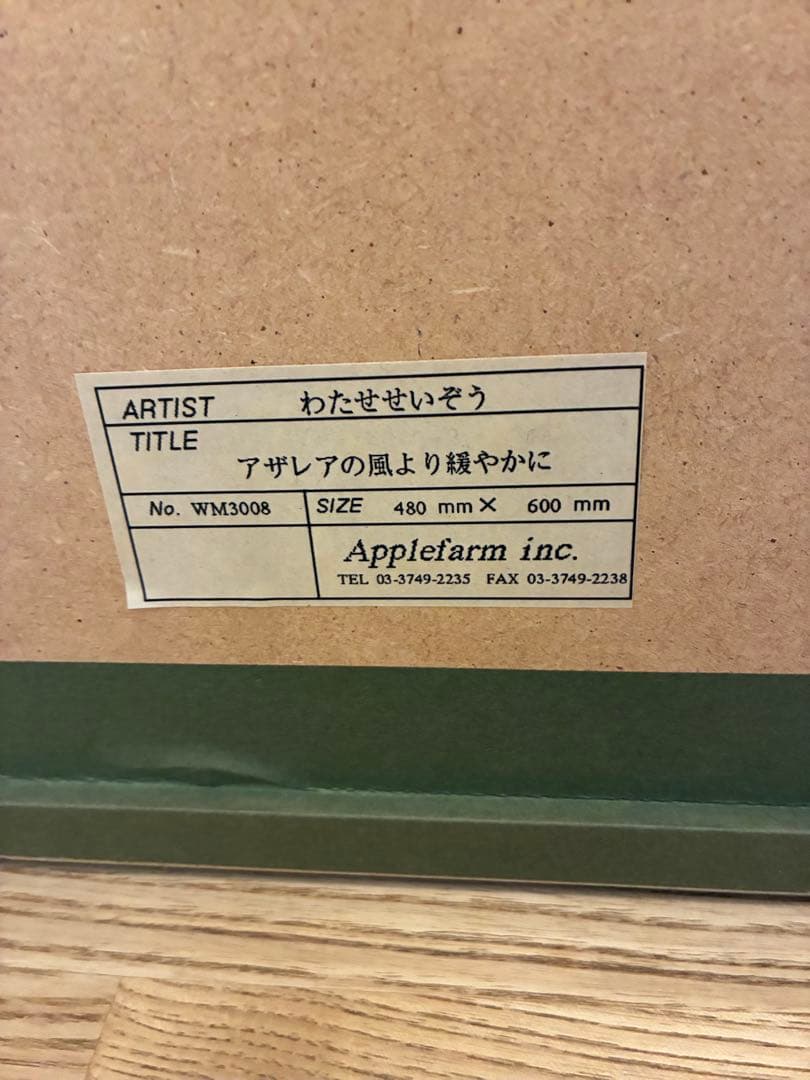 ARTIST わたせせいぞう
TITLE
アザレアの風より緩やかに
No. WM3008 SIZE 480 mm × 600 mm
Applefarm inc.
TEL 03-3749-2235 FAX 03-3749-2238